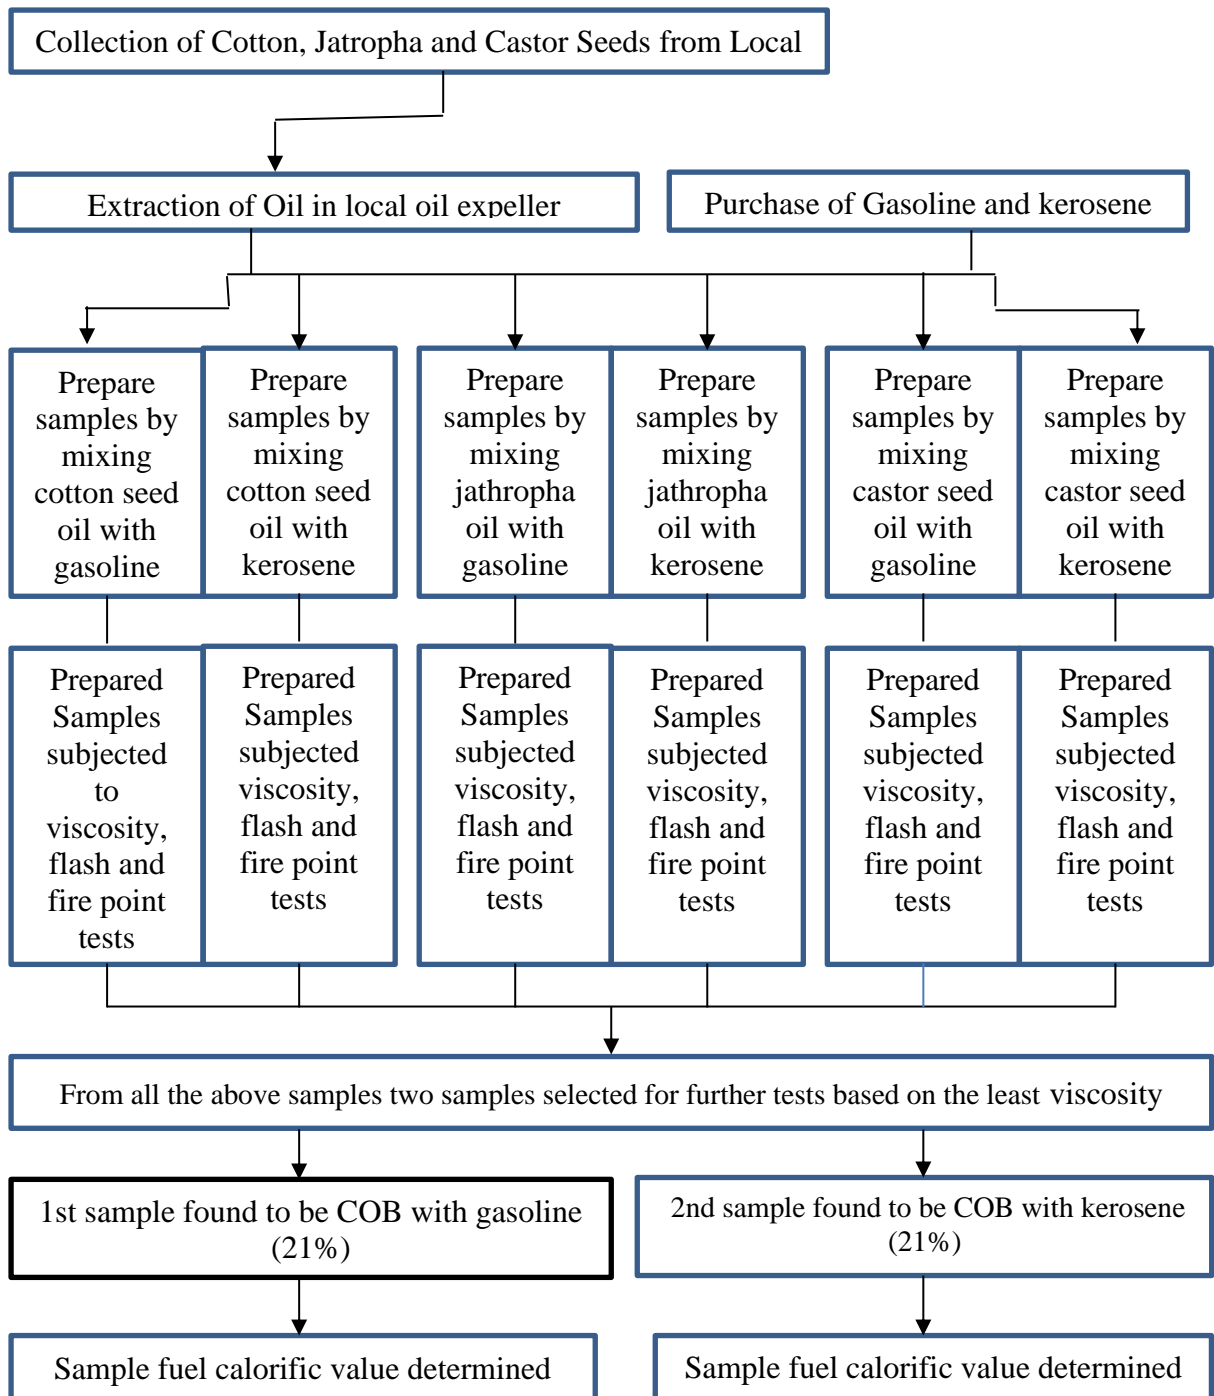 Collection of Cotton, Jatropha and Castor Seeds from Local
Extraction of Oil in local oil expeller
Purchase of Gasoline and kerosene
Prepare
samples by
mixing
cotton seed
oil with
gasoline
Prepare
samples by
mixing
cotton seed
oil with
kerosene
Prepare
samples by
mixing
jathropha
oil with
gasoline
Prepare
samples by
mixing
jathropha
oil with
kerosene
Prepare
samples by
mixing
castor seed
oil with
gasoline
Prepare
samples by
mixing
castor seed
oil with
kerosene
Prepared
Samples
subjected
to
viscosity,
flash and
fire point
tests
Prepared
Samples
subjected
viscosity,
flash and
fire point
tests
Prepared
Samples
subjected
viscosity,
flash and
fire point
tests
Prepared
Samples
subjected
viscosity,
flash and
fire point
tests
Prepared
Samples
subjected
viscosity,
flash and
fire point
tests
Prepared
Samples
subjected
viscosity,
flash and
fire point
tests
From all the above samples two samples selected for further tests based on the least viscosity
1st sample found to be COB with gasoline
(21%)
2nd sample found to be COB with kerosene
(21%)
Sample fuel calorific value determined
Sample fuel calorific value determined